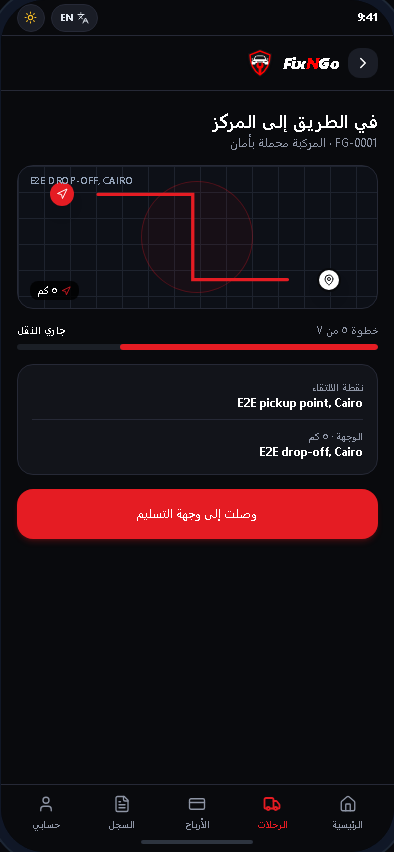 9:41
EN
FixNGo
في الطريق إلى المركز
FG-0001 · المركبة محملة بأمان
E2E DROP-OFF, CAIRO
٥ كم
خطوة ٥ من ٧
جاري النقل
نقطة الالتقاء
E2E pickup point, Cairo
الوجهة · ٥ كم
E2E drop-off, Cairo
وصلت إلى وجهة التسليم
الرئيسية
الرحلات
الأرباح
السجل
حسابي